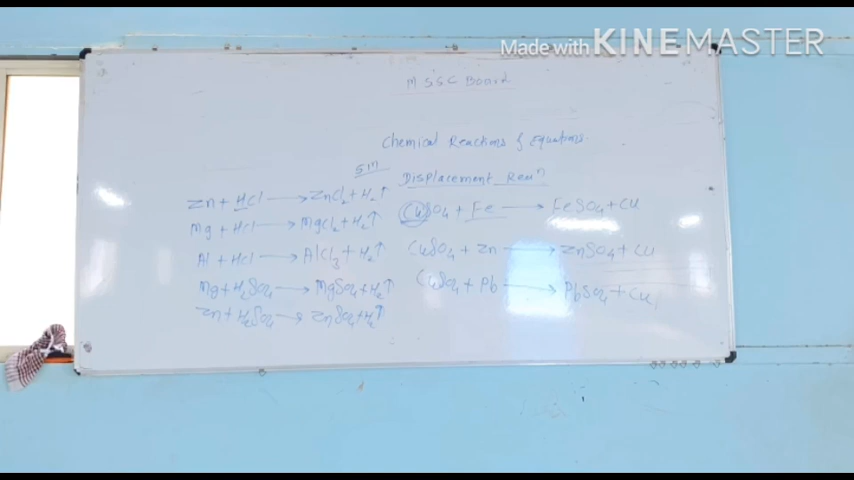 Made with KINEMASTER
MSSC Board
Chemical Reactions & Equations.
Displacement Reacⁿ
Zn + HCl → ZnCl₂ + H₂↑
Mg + HCl → MgCl₂ + H₂↑
Al + HCl → AlCl₃ + H₂↑
Mg + H₂SO₄ → MgSO₄ + H₂↑
Zn + H₂SO₄ → ZnSO₄ + H₂↑
CuSO₄ + Fe → FeSO₄ + Cu
CuSO₄ + Zn → ZnSO₄ + Cu
CuSO₄ + Pb → PbSO₄ + Cu